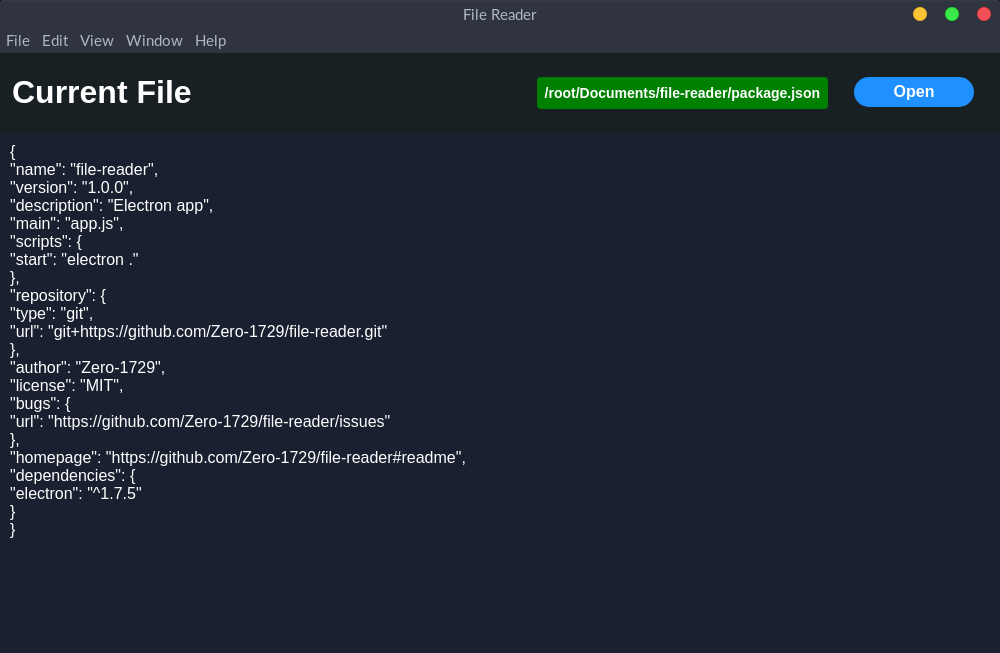 File Reader
File Edit View Window Help
Current File
/root/Documents/file-reader/package.json
Open
{
"name": "file-reader",
"version": "1.0.0",
"description": "Electron app",
"main": "app.js",
"scripts": {
"start": "electron ."
},
"repository": {
"type": "git",
"url": "git+https://github.com/Zero-1729/file-reader.git"
},
"author": "Zero-1729",
"license": "MIT",
"bugs": {
"url": "https://github.com/Zero-1729/file-reader/issues"
},
"homepage": "https://github.com/Zero-1729/file-reader#readme",
"dependencies": {
"electron": "^1.7.5"
}
}